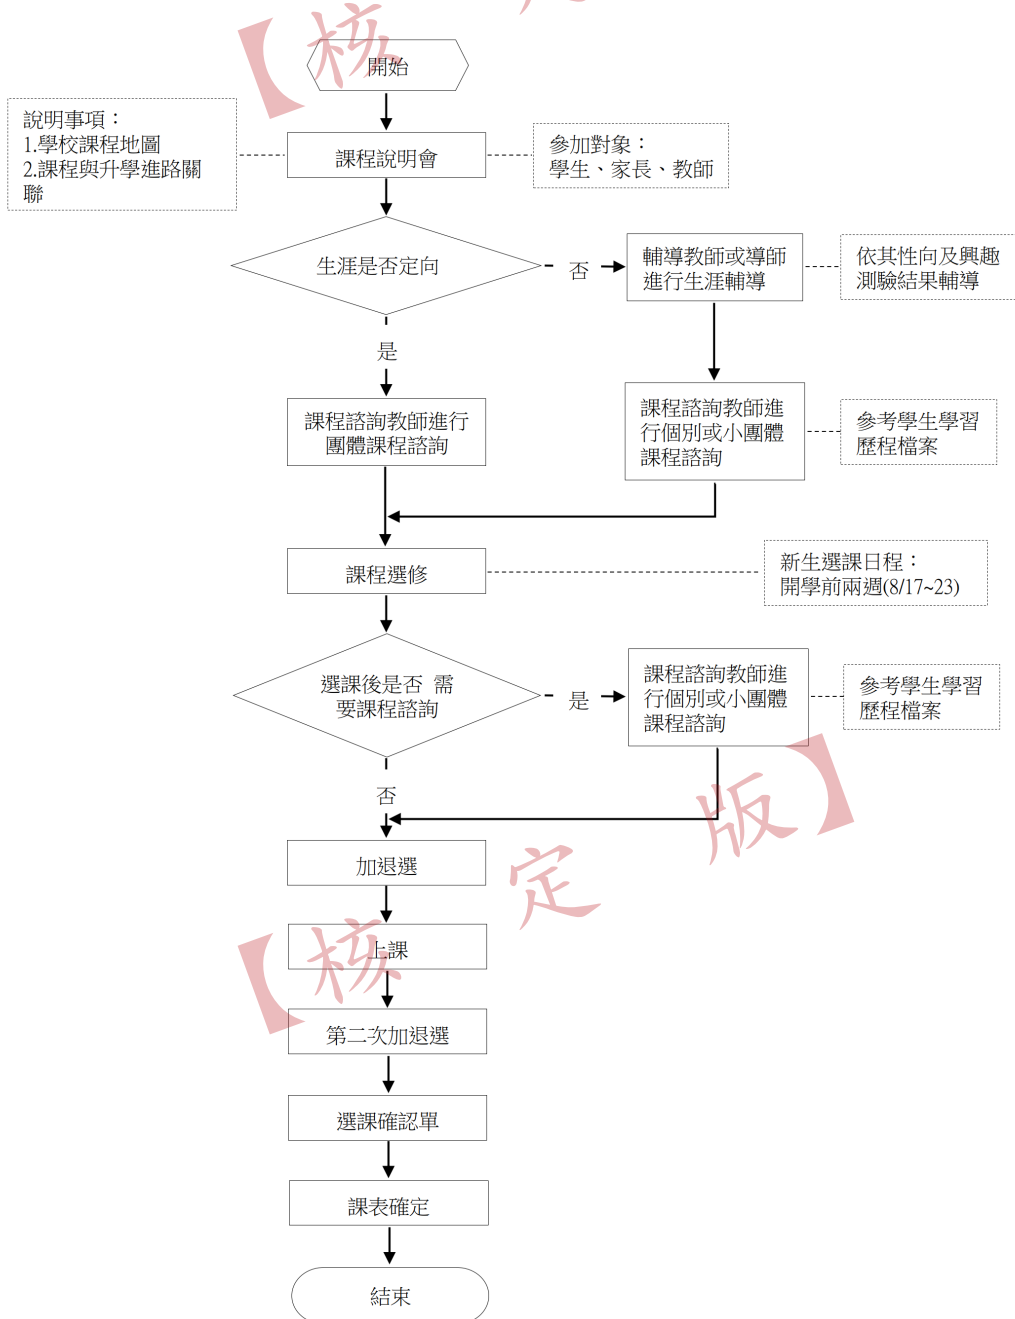 【核 定
開始
說明事項：
1.學校課程地圖
2.課程與升學進路關
聯
課程說明會
參加對象：
學生、家長、教師
生涯是否定向
否
輔導教師或導師
進行生涯輔導
依其性向及興趣
測驗結果輔導
是
課程諮詢教師進行
團體課程諮詢
課程諮詢教師進
行個別或小團體
課程諮詢
參考學生學習
歷程檔案
課程選修
新生選課日程：
開學前兩週(8/17~23)
選課後是否 需
要課程諮詢
是
課程諮詢教師進
行個別或小團體
課程諮詢
參考學生學習
歷程檔案
否
加退選
【核 定 版】
上課
第二次加退選
選課確認單
課表確定
結束